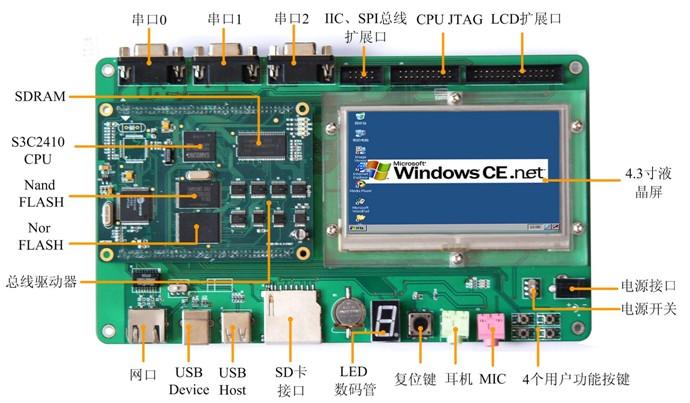 串口0
串口1
串口2
IIC、SPI总线
扩展口
CPU JTAG
LCD扩展口
SDRAM
S3C2410
CPU
Nand
FLASH
Nor
FLASH
总线驱动器
Microsoft
Windows CE .net
4.3寸液
晶屏
电源接口
电源开关
网口
USB
Device
USB
Host
SD卡
接口
LED
数码管
复位键
耳机
MIC
4个用户功能按键